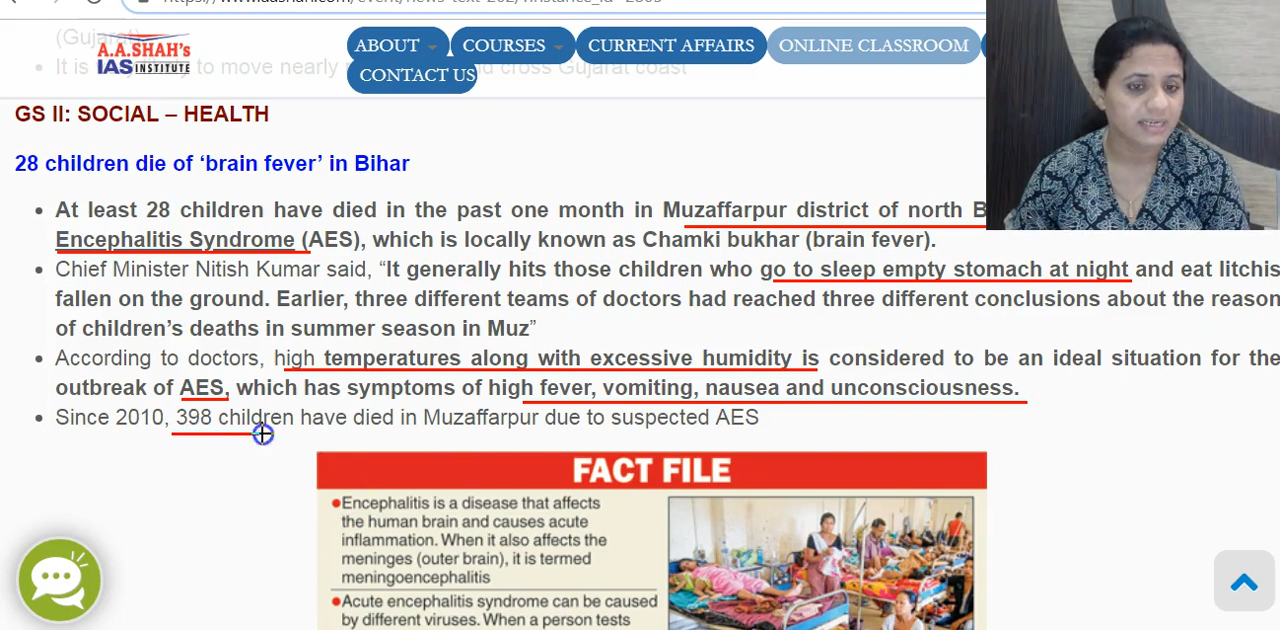 (Gujarat)
A.A.SHAH's
IAS INSTITUTE
ABOUT
COURSES
CURRENT AFFAIRS
ONLINE CLASSROOM
CONTACT US
It is to move nearly cross Gujarat coast
GS II: SOCIAL – HEALTH
28 children die of ‘brain fever’ in Bihar
At least 28 children have died in the past one month in Muzaffarpur district of north B
Encephalitis Syndrome (AES), which is locally known as Chamki bukhar (brain fever).
Chief Minister Nitish Kumar said, “It generally hits those children who go to sleep empty stomach at night and eat litchis
fallen on the ground. Earlier, three different teams of doctors had reached three different conclusions about the reason
of children’s deaths in summer season in Muz”
According to doctors, high temperatures along with excessive humidity is considered to be an ideal situation for the
outbreak of AES, which has symptoms of high fever, vomiting, nausea and unconsciousness.
Since 2010, 398 children have died in Muzaffarpur due to suspected AES
FACT FILE
Encephalitis is a disease that affects
the human brain and causes acute
inflammation. When it also affects the
meninges (outer brain), it is termed
meningoencephalitis
Acute encephalitis syndrome can be caused
by different viruses. When a person tests